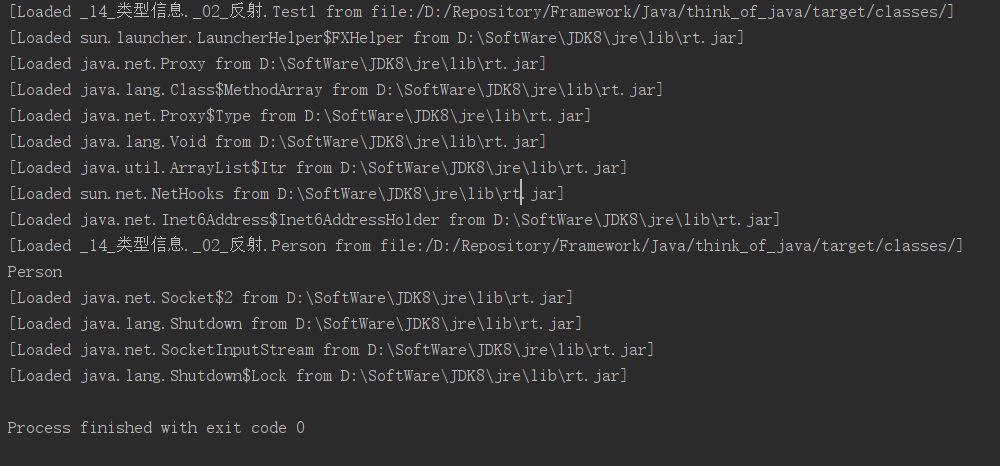 [Loaded _14_类型信息._02_反射.Test1 from file:/D:/Repository/Framework/Java/think_of_java/target/classes/]
[Loaded sun.launcher.LauncherHelper$FXHelper from D:\SoftWare\JDK8\jre\lib\rt.jar]
[Loaded java.net.Proxy from D:\SoftWare\JDK8\jre\lib\rt.jar]
[Loaded java.lang.Class$MethodArray from D:\SoftWare\JDK8\jre\lib\rt.jar]
[Loaded java.net.Proxy$Type from D:\SoftWare\JDK8\jre\lib\rt.jar]
[Loaded java.lang.Void from D:\SoftWare\JDK8\jre\lib\rt.jar]
[Loaded java.util.ArrayList$Itr from D:\SoftWare\JDK8\jre\lib\rt.jar]
[Loaded sun.net.NetHooks from D:\SoftWare\JDK8\jre\lib\rt.jar]
[Loaded java.net.Inet6Address$Inet6AddressHolder from D:\SoftWare\JDK8\jre\lib\rt.jar]
[Loaded _14_类型信息._02_反射.Person from file:/D:/Repository/Framework/Java/think_of_java/target/classes/]
Person
[Loaded java.net.Socket$2 from D:\SoftWare\JDK8\jre\lib\rt.jar]
[Loaded java.lang.Shutdown from D:\SoftWare\JDK8\jre\lib\rt.jar]
[Loaded java.net.SocketInputStream from D:\SoftWare\JDK8\jre\lib\rt.jar]
[Loaded java.lang.Shutdown$Lock from D:\SoftWare\JDK8\jre\lib\rt.jar]
Process finished with exit code 0